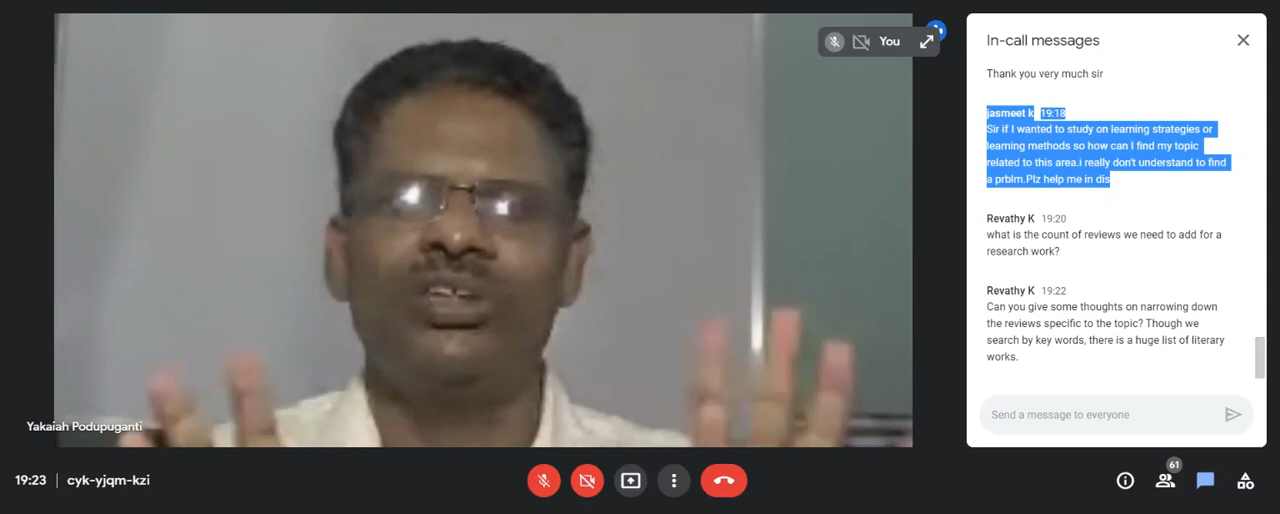 You
In-call messages
Thank you very much sir
jasmeet k 19:18
Sir if I wanted to study on learning strategies or
learning methods so how can I find my topic
related to this area.i really don't understand to find
a prblm.Plz help me in dis
Revathy K 19:20
what is the count of reviews we need to add for a
research work?
Revathy K 19:22
Can you give some thoughts on narrowing down
the reviews specific to the topic? Though we
search by key words, there is a huge list of literary
works.
Send a message to everyone
Yakaiah Podupuganti
19:23 | cyk-yjqm-kzi
61